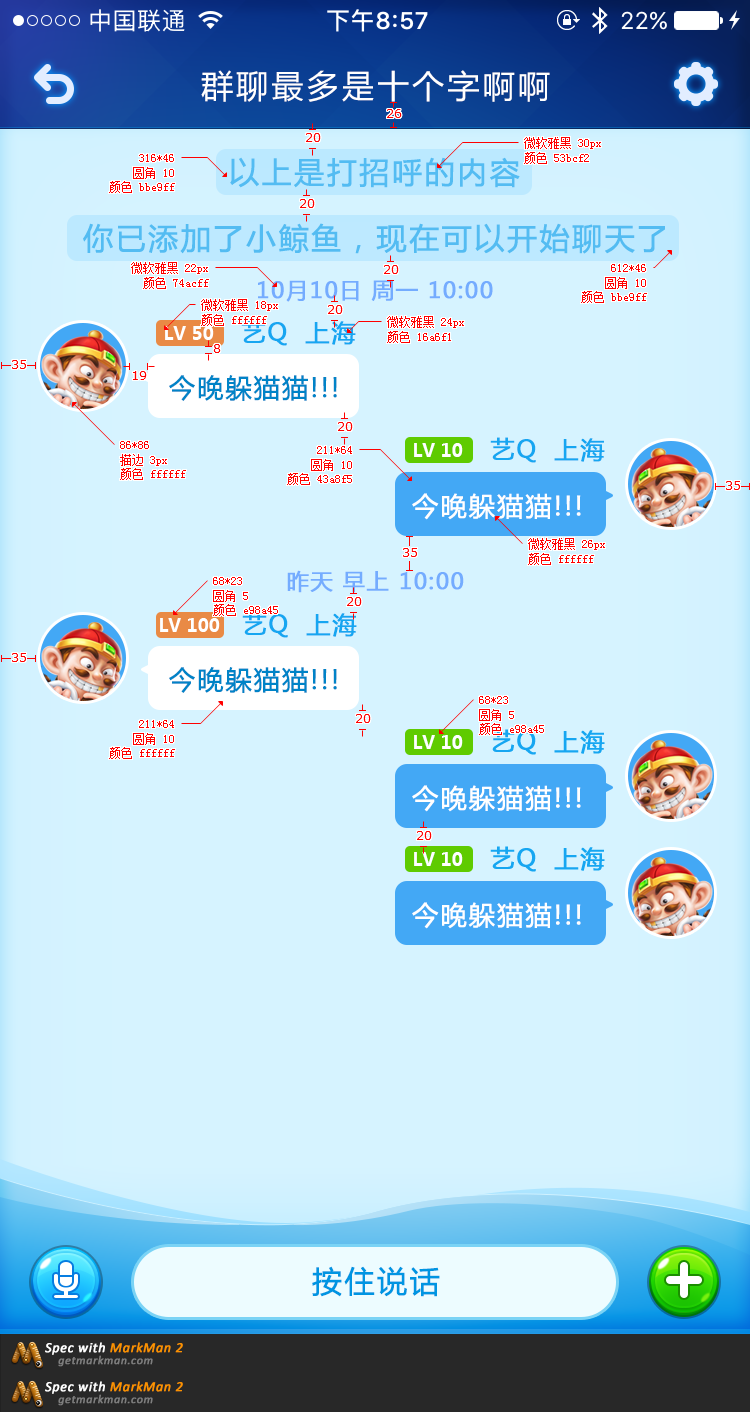 中国联通 下午8:57 22%
群聊最多是十个字啊啊
26
20
微软雅黑 30px
颜色 53bcf2
316*46
圆角 10
颜色 bbe9ff
以上是打招呼的内容
20
你已添加了小鲸鱼，现在可以开始聊天了
微软雅黑 22px
颜色 74acff
20
612*46
圆角 10
颜色 bbe9ff
10月10日 周一 10:00
微软雅黑 18px
颜色 ffffff
20
微软雅黑 24px
颜色 16a6f1
LV 50 艺Q 上海
8
35
19
今晚躲猫猫!!!
20
86*86
描边 3px
颜色 ffffff
211*64
圆角 10
颜色 43a8f5
LV 10 艺Q 上海
35
今晚躲猫猫!!!
微软雅黑 26px
颜色 ffffff
35
昨天 早上 10:00
68*23
圆角 5
颜色 e98a45
20
LV 100 艺Q 上海
35
今晚躲猫猫!!!
20
211*64
圆角 10
颜色 ffffff
68*23
圆角 5
颜色 e98a45
LV 10 艺Q 上海
今晚躲猫猫!!!
20
LV 10 艺Q 上海
今晚躲猫猫!!!
按住说话
Spec with MarkMan 2
getmarkman.com
Spec with MarkMan 2
getmarkman.com